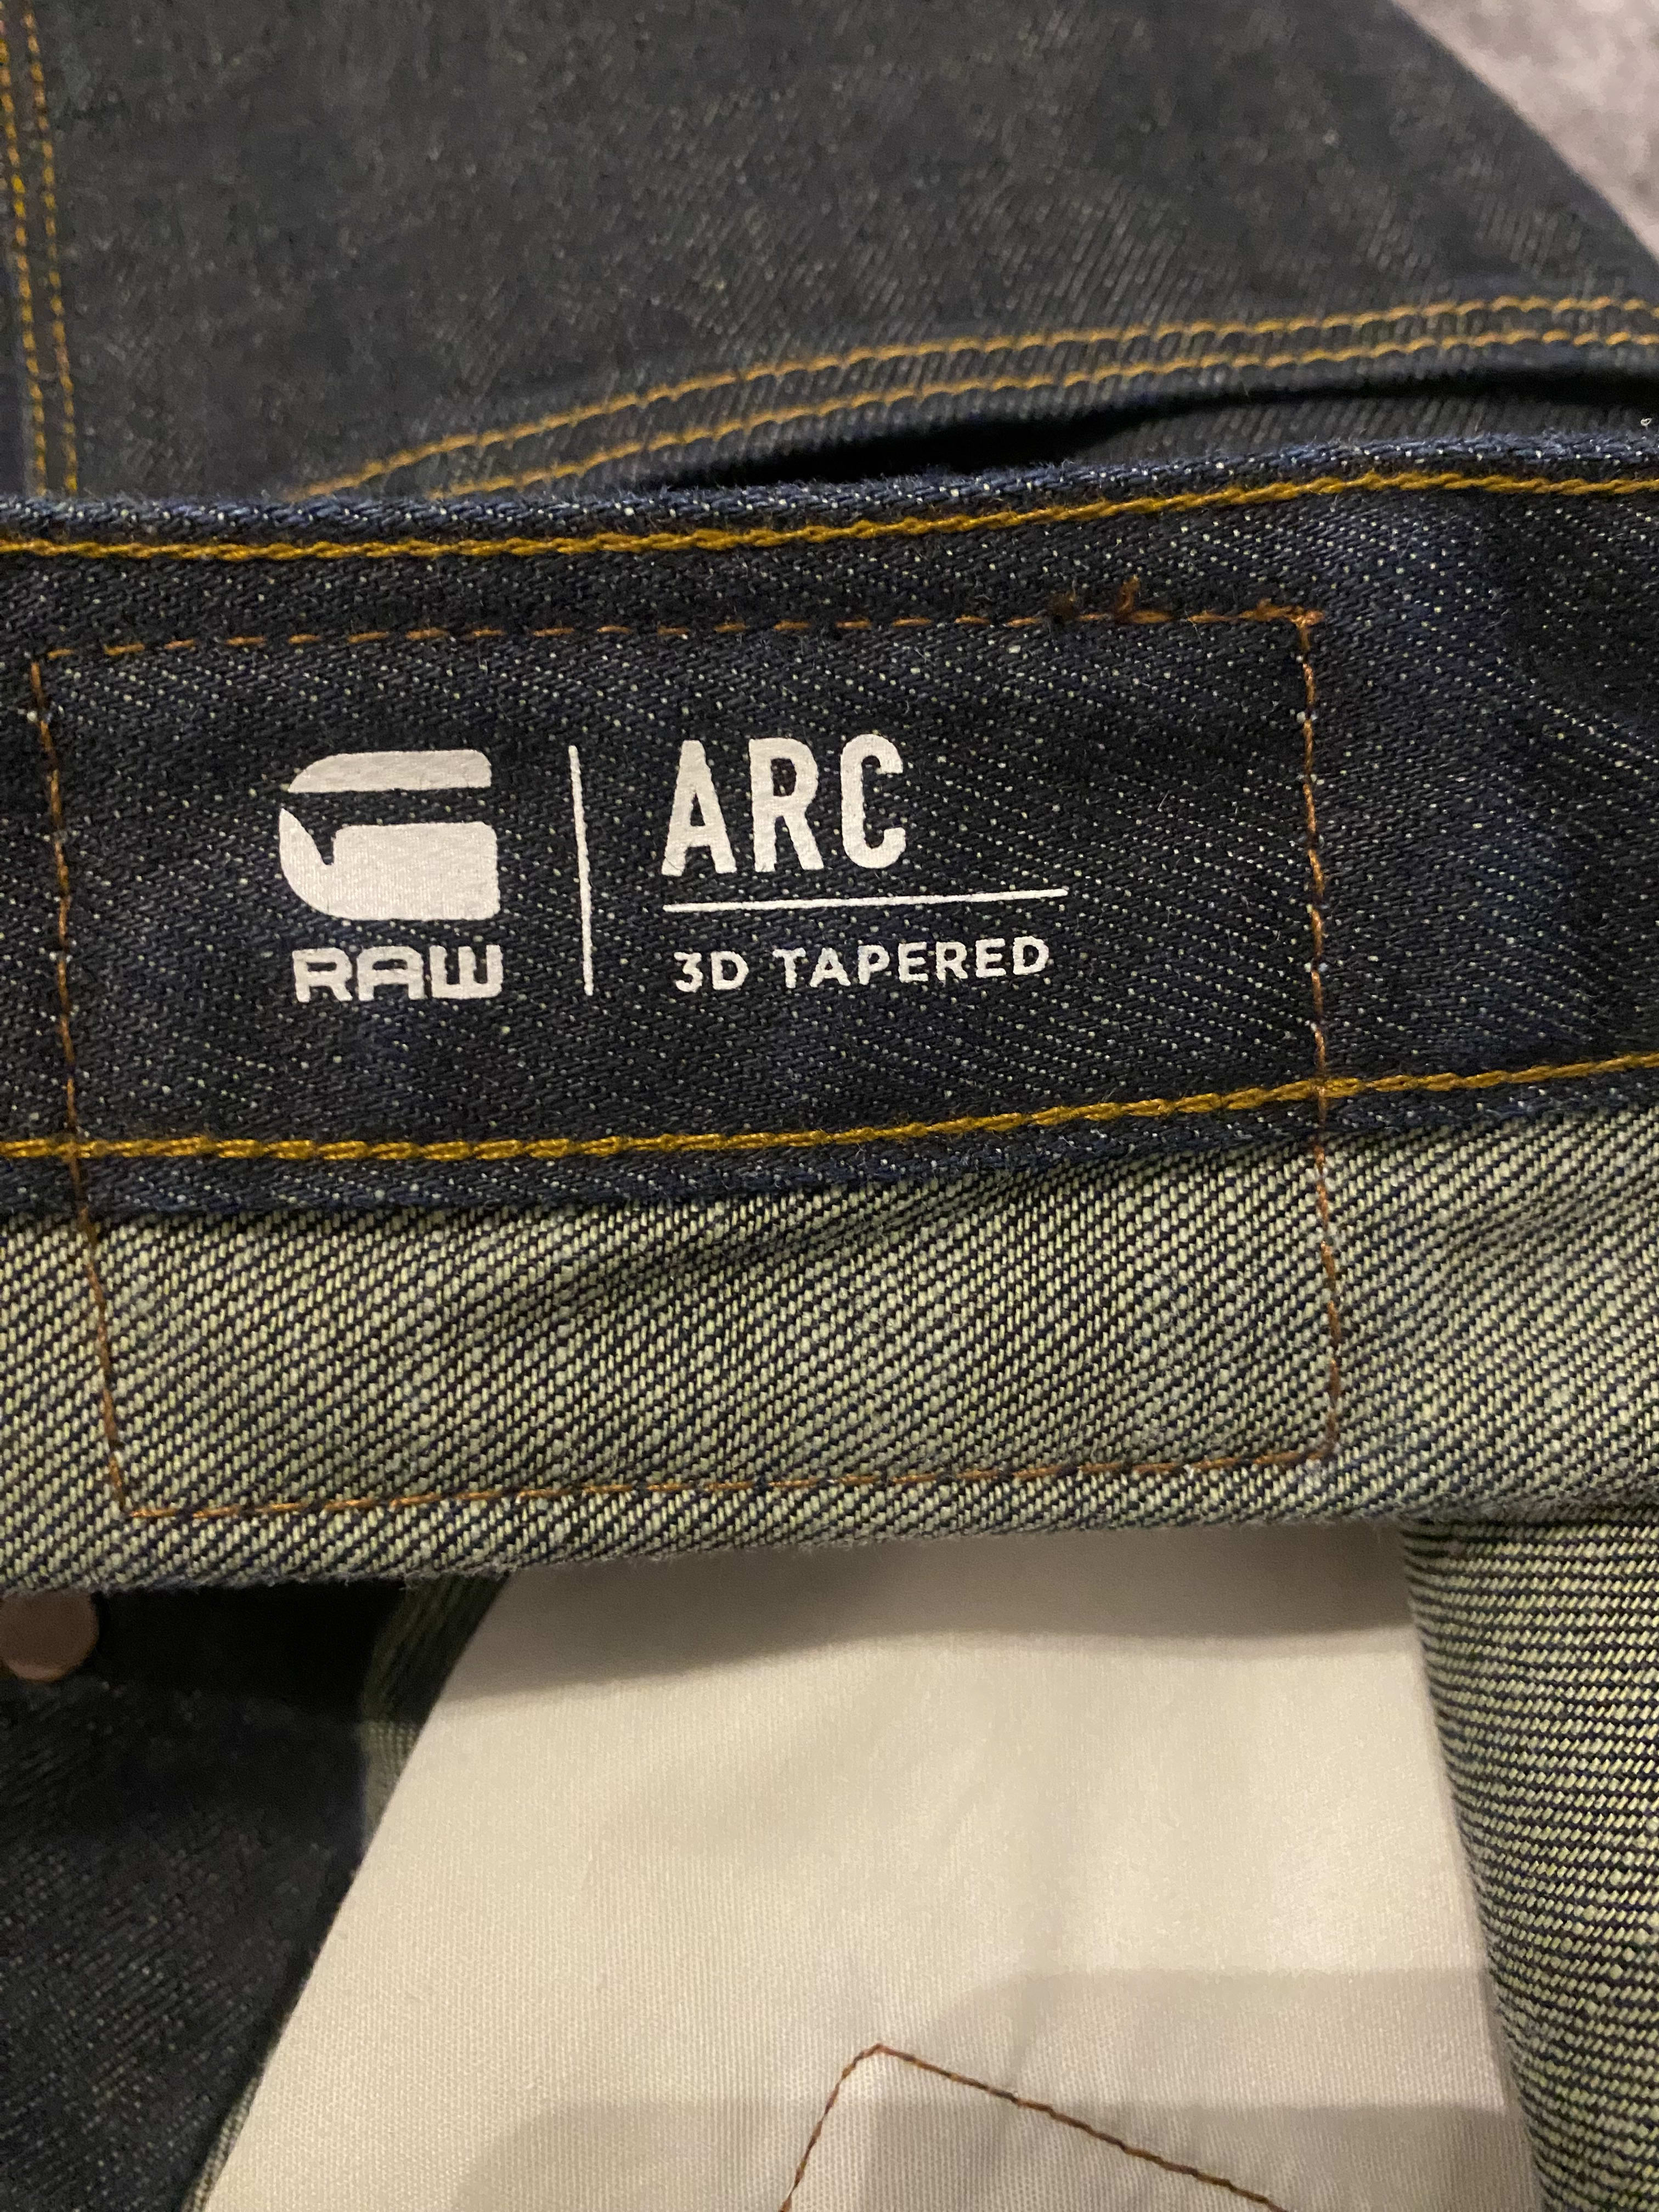 G
RAW
ARC
3D TAPERED